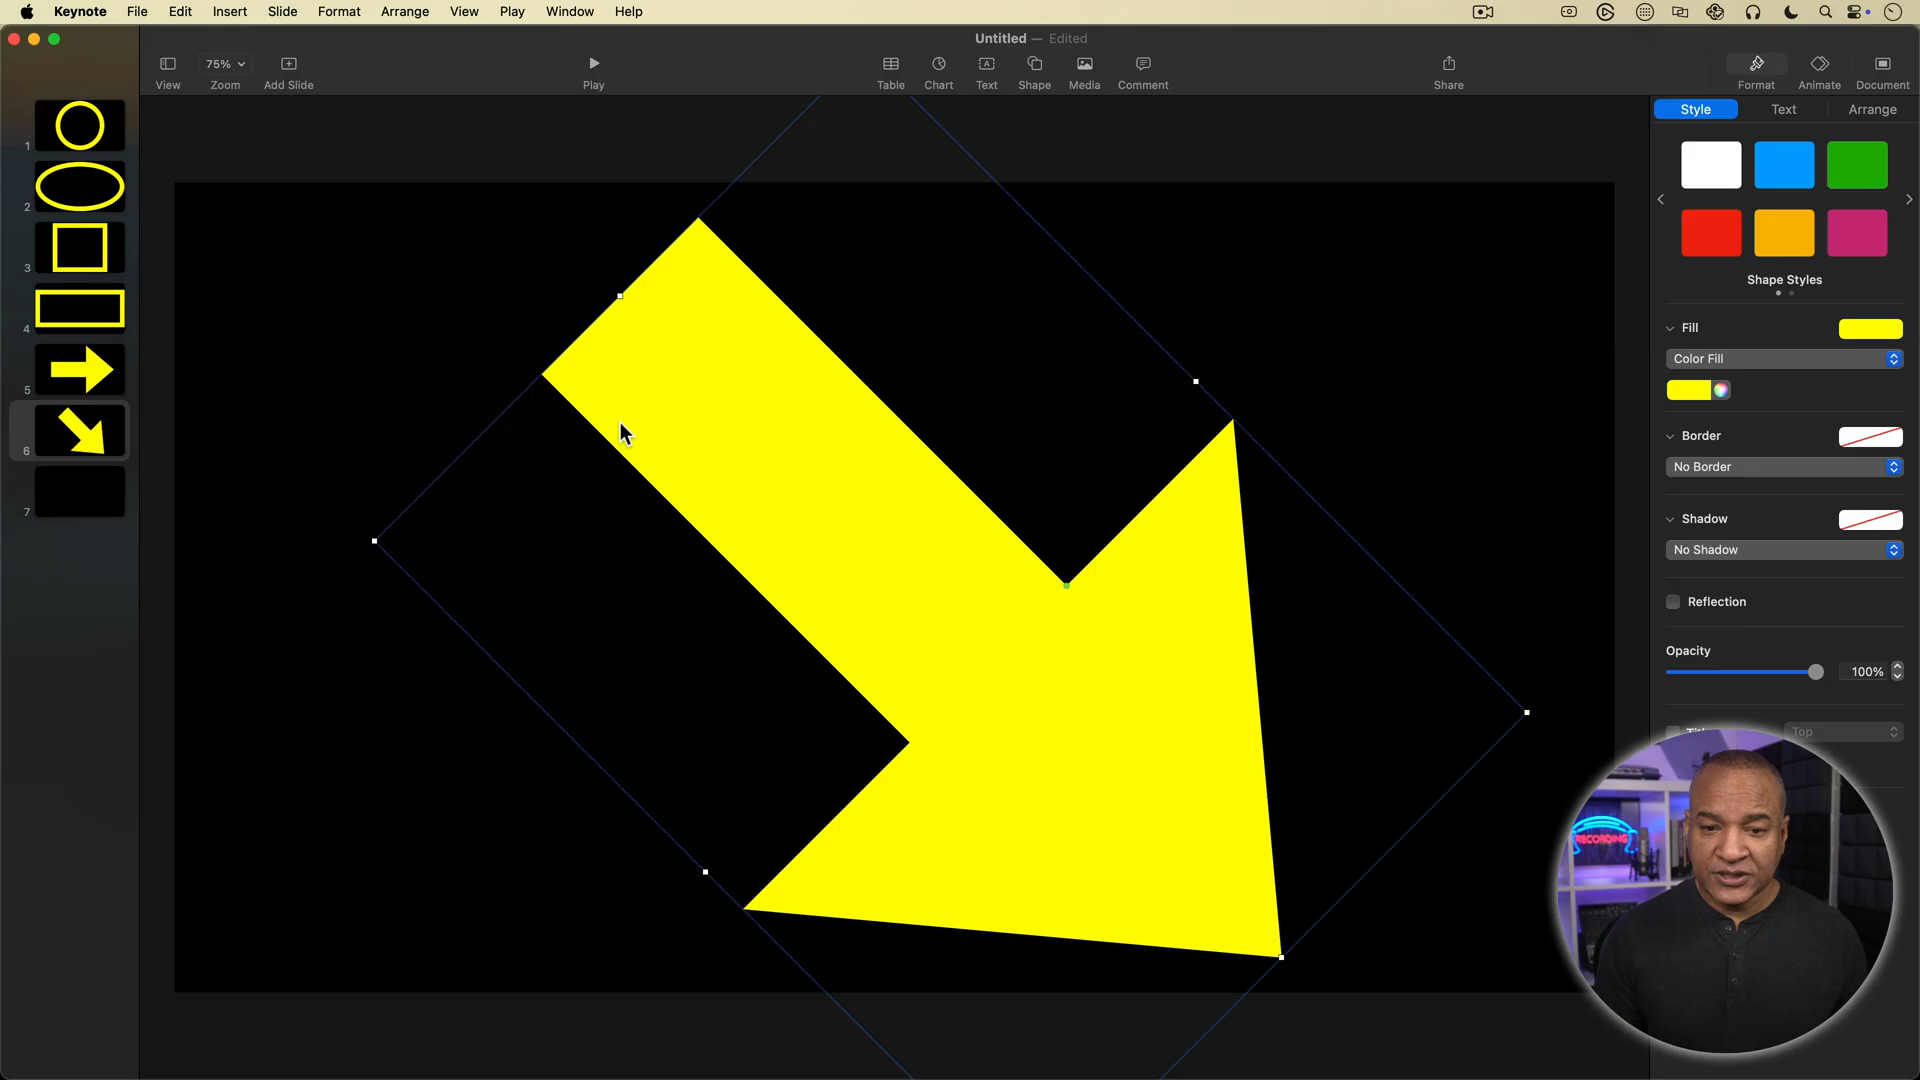 Keynote File Edit Insert Slide Format Arrange View Play Window Help
Untitled — Edited
75%
View Zoom Add Slide Play Table Chart Text Shape Media Comment Share Format Animate Document
Style Text Arrange
1
2
3
4
5
6
7
Shape Styles
Fill
Color Fill
Border
No Border
Shadow
No Shadow
Reflection
Opacity
100%
Top
RECORDING